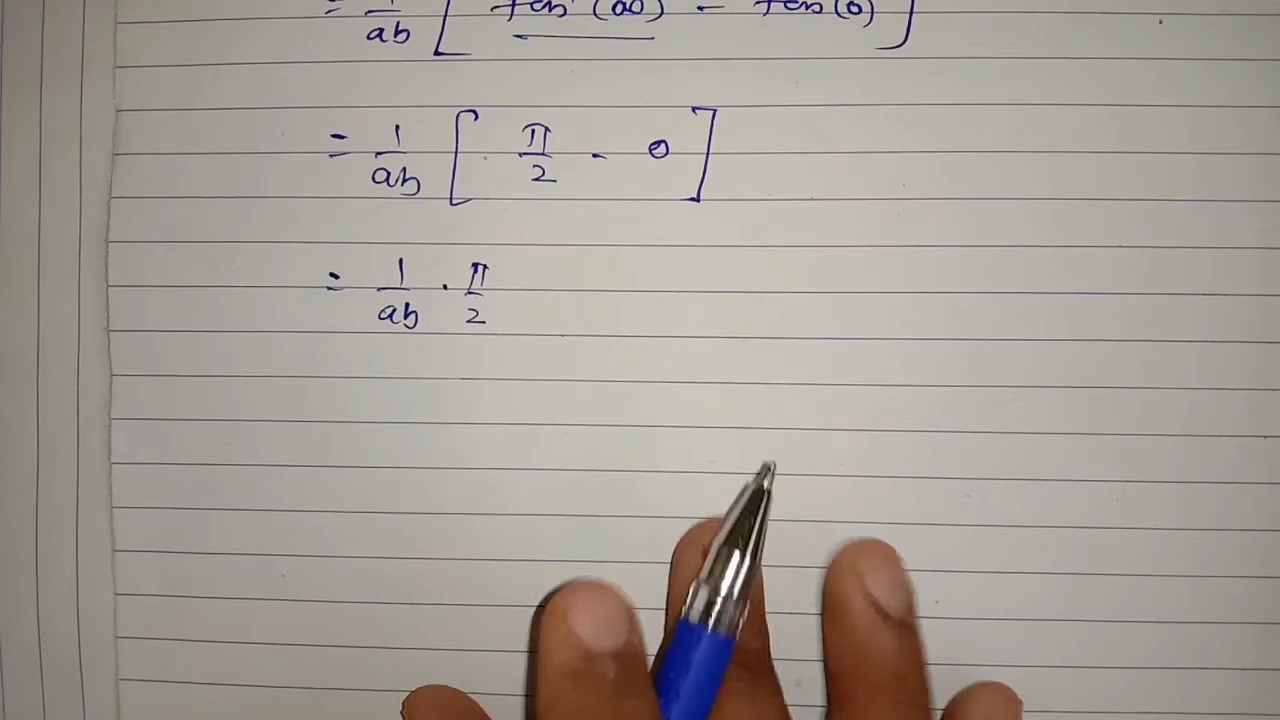 = 1/ab [ tan⁻¹(∞) - tan⁻¹(0) ]
= 1/ab [ π/2 - 0 ]
= 1/ab · π/2